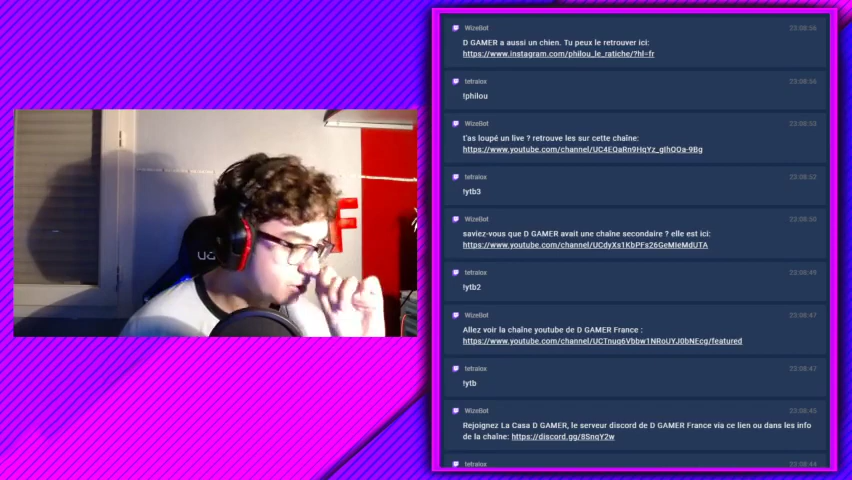 WizeBot 23:08:56
D GAMER a aussi un chien. Tu peux le retrouver ici:
https://www.instagram.com/philou_le_ratiche/?hl=fr
tetralox 23:08:56
!philou
WizeBot 23:08:53
t'as loupé un live ? retrouve les sur cette chaîne:
https://www.youtube.com/channel/UC4EQaRn9HqYz_gIhOOa-9Bg
tetralox 23:08:52
!ytb3
WizeBot 23:08:50
saviez-vous que D GAMER avait une chaîne secondaire ? elle est ici:
https://www.youtube.com/channel/UCdyXs1KbPFs26GeMIeMdUTA
tetralox 23:08:49
!ytb2
WizeBot 23:08:47
Allez voir la chaîne youtube de D GAMER France :
https://www.youtube.com/channel/UCTnuq6Vbbw1NRoUYJ0bNEcg/featured
tetralox 23:08:47
!ytb
WizeBot 23:08:45
Rejoignez La Casa D GAMER, le serveur discord de D GAMER France via ce lien ou dans les info
de la chaîne: https://discord.gg/8SnqY2w
tetralox 23:08:44